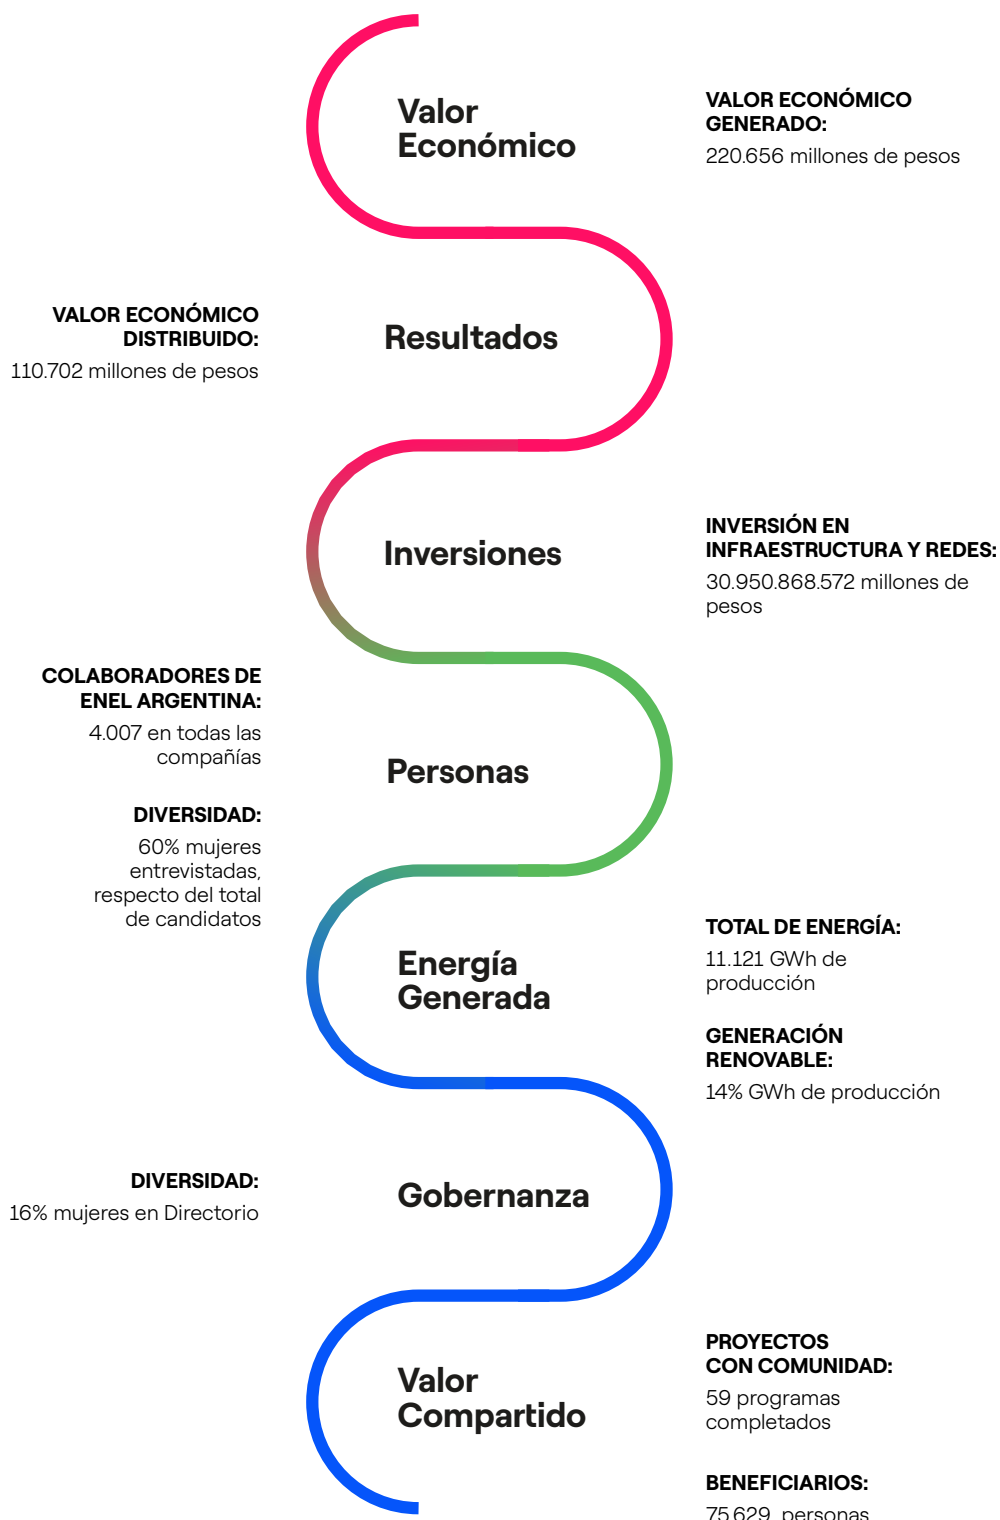 Valor
Económico
VALOR ECONÓMICO
GENERADO:
220.656 millones de pesos
VALOR ECONÓMICO
DISTRIBUIDO:
110.702 millones de pesos
Resultados
Inversiones
INVERSIÓN EN
INFRAESTRUCTURA Y REDES:
30.950.868.572 millones de
pesos
COLABORADORES DE
ENEL ARGENTINA:
4.007 en todas las
compañías
DIVERSIDAD:
60% mujeres
entrevistadas,
respecto del total
de candidatos
Personas
Energía
Generada
TOTAL DE ENERGÍA:
11.121 GWh de
producción
GENERACIÓN
RENOVABLE:
14% GWh de producción
DIVERSIDAD:
16% mujeres en Directorio
Gobernanza
Valor
Compartido
PROYECTOS
CON COMUNIDAD:
59 programas
completados
BENEFICIARIOS:
75.629 personas